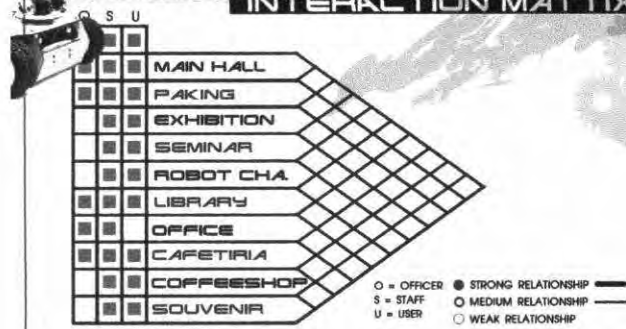 INTERACTION MATTIX
O S U
MAIN HALL
PAKING
EXHIBITION
SEMINAR
ROBOT CHA.
LIBRARY
OFFICE
CAFETIRIA
COFFEESHOP
SOUVENIR
O = OFFICER
S = STAFF
U = USER
STRONG RELATIONSHIP
MEDIUM RELATIONSHIP
WEAK RELATIONSHIP